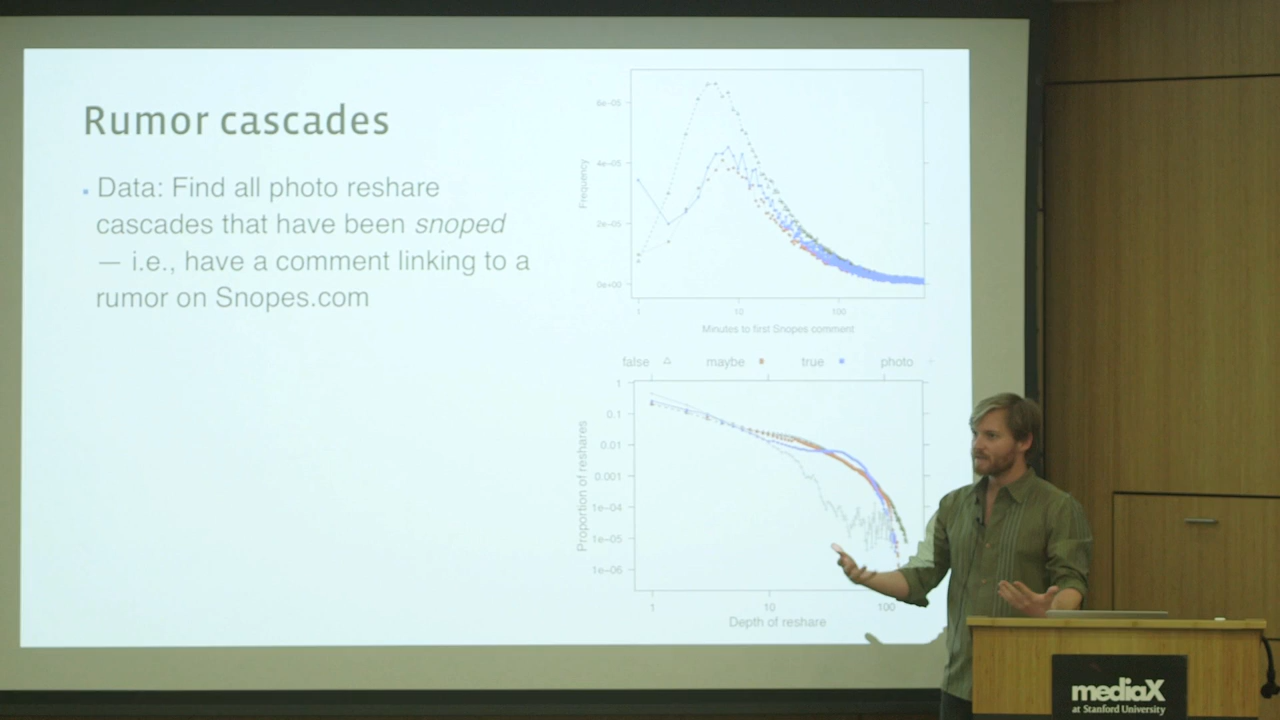 Rumor cascades
Data: Find all photo reshare
cascades that have been snoped
— i.e., have a comment linking to a
rumor on Snopes.com
6e-05
4e-05
2e-05
0e+00
Frequency
1
10
100
Minutes to first Snopes comment
false
maybe
true
photo
1
0.1
0.01
0.001
1e-04
1e-05
1e-06
Proportion of reshares
1
10
100
Depth of reshare
mediaX
at Stanford University